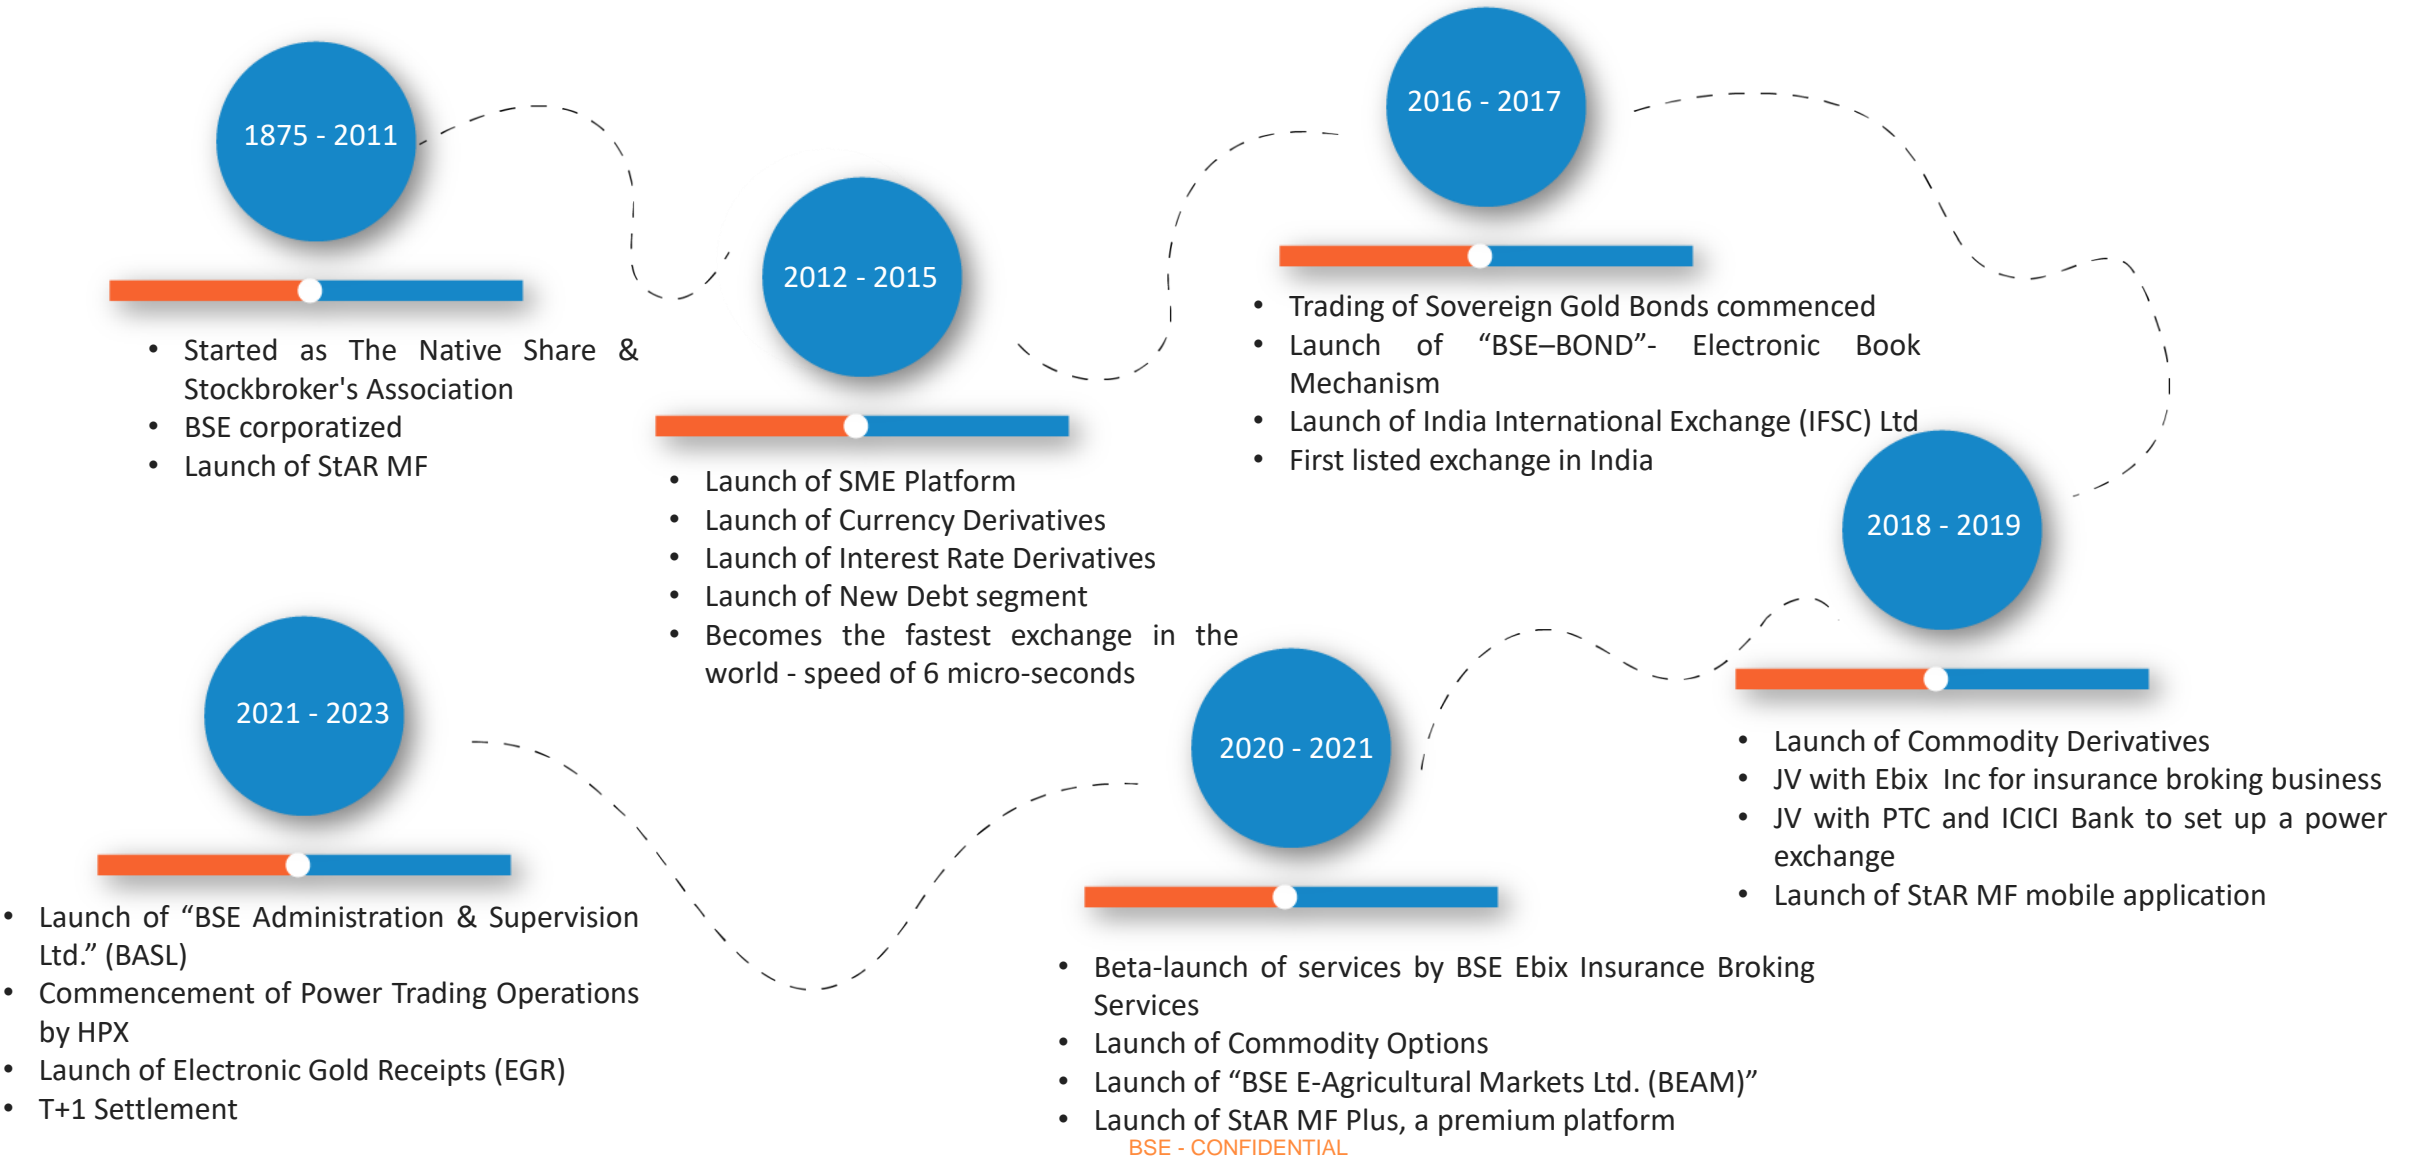 1875 - 2011
• Started as The Native Share &
Stockbroker's Association
• BSE corporatized
• Launch of StAR MF
2012 - 2015
• Launch of SME Platform
• Launch of Currency Derivatives
• Launch of Interest Rate Derivatives
• Launch of New Debt segment
• Becomes the fastest exchange in the
world - speed of 6 micro-seconds
2016 - 2017
• Trading of Sovereign Gold Bonds commenced
• Launch of “BSE–BOND”- Electronic Book
Mechanism
• Launch of India International Exchange (IFSC) Ltd
• First listed exchange in India
2018 - 2019
• Launch of Commodity Derivatives
• JV with Ebix Inc for insurance broking business
• JV with PTC and ICICI Bank to set up a power
exchange
• Launch of StAR MF mobile application
2020 - 2021
• Beta-launch of services by BSE Ebix Insurance Broking
Services
• Launch of Commodity Options
• Launch of “BSE E-Agricultural Markets Ltd. (BEAM)”
• Launch of StAR MF Plus, a premium platform
2021 - 2023
• Launch of “BSE Administration & Supervision
Ltd.” (BASL)
• Commencement of Power Trading Operations
by HPX
• Launch of Electronic Gold Receipts (EGR)
• T+1 Settlement
BSE - CONFIDENTIAL